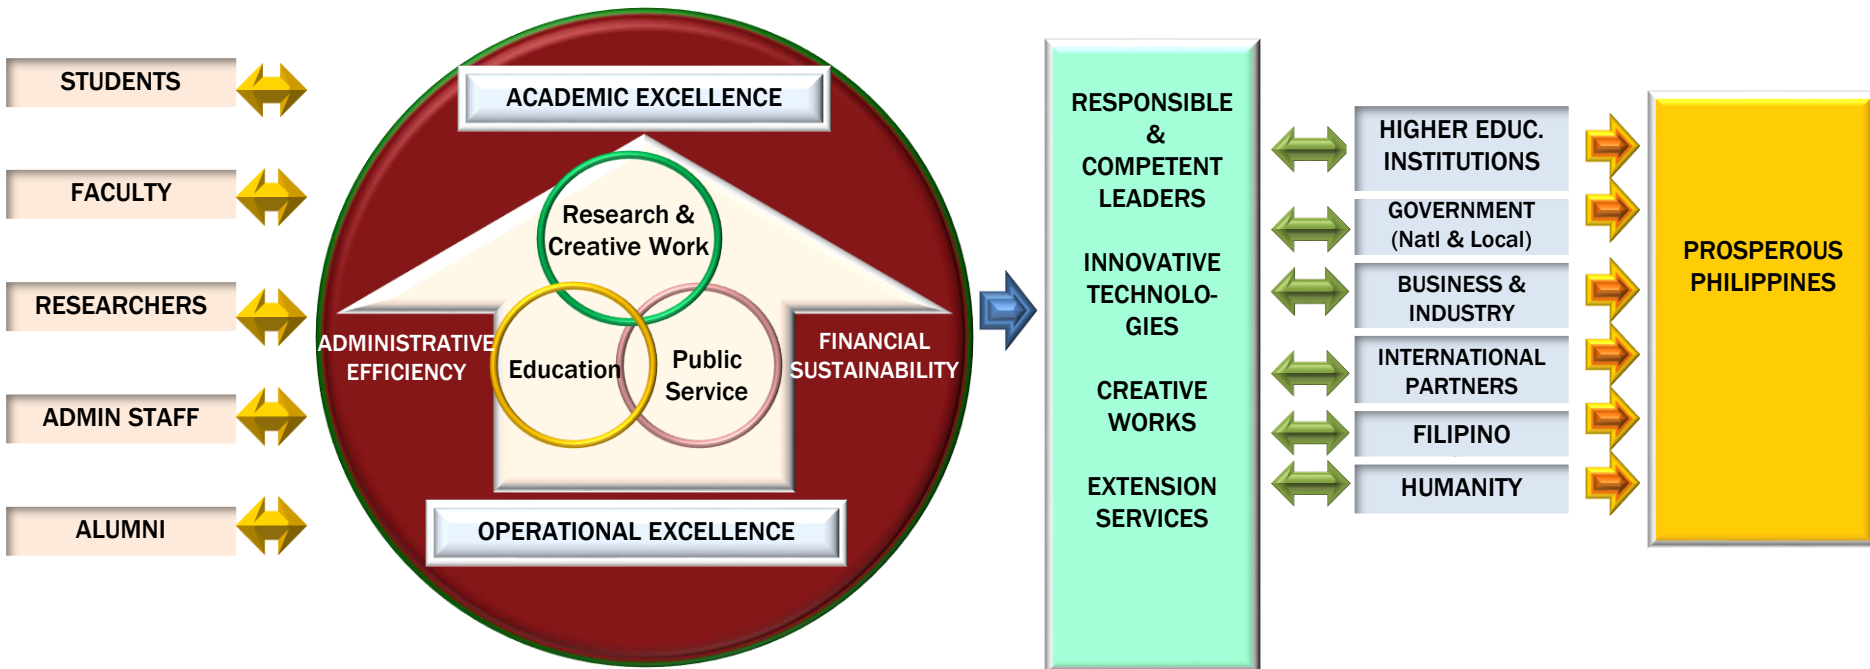 STUDENTS
FACULTY
RESEARCHERS
ADMIN STAFF
ALUMNI
ACADEMIC EXCELLENCE
Research &
Creative Work
Education
Public
Service
ADMINISTRATIVE
EFFICIENCY
FINANCIAL
SUSTAINABILITY
OPERATIONAL EXCELLENCE
RESPONSIBLE
&
COMPETENT
LEADERS
INNOVATIVE
TECHNOLO-
GIES
CREATIVE
WORKS
EXTENSION
SERVICES
HIGHER EDUC.
INSTITUTIONS
GOVERNMENT
(Natl & Local)
BUSINESS &
INDUSTRY
INTERNATIONAL
PARTNERS
FILIPINO
HUMANITY
PROSPEROUS
PHILIPPINES